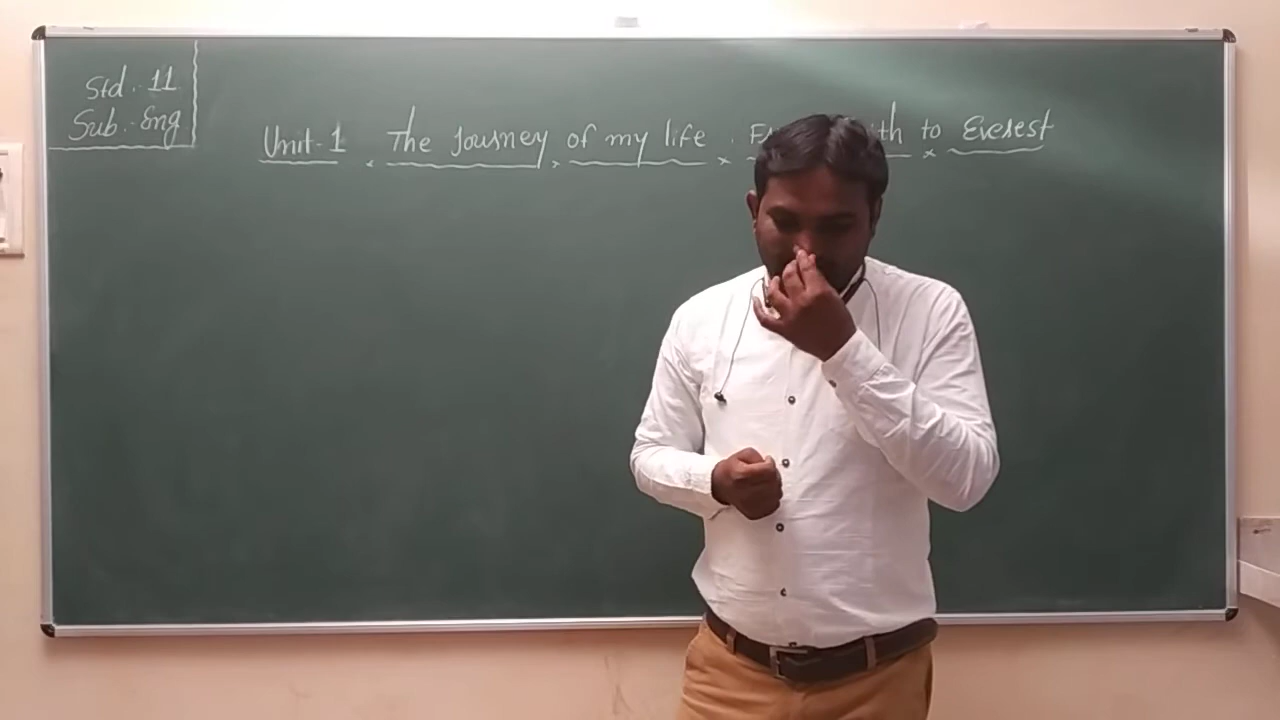 Std. 11
Sub.- Eng
Unit- 1 The Journey of my life : to Everest